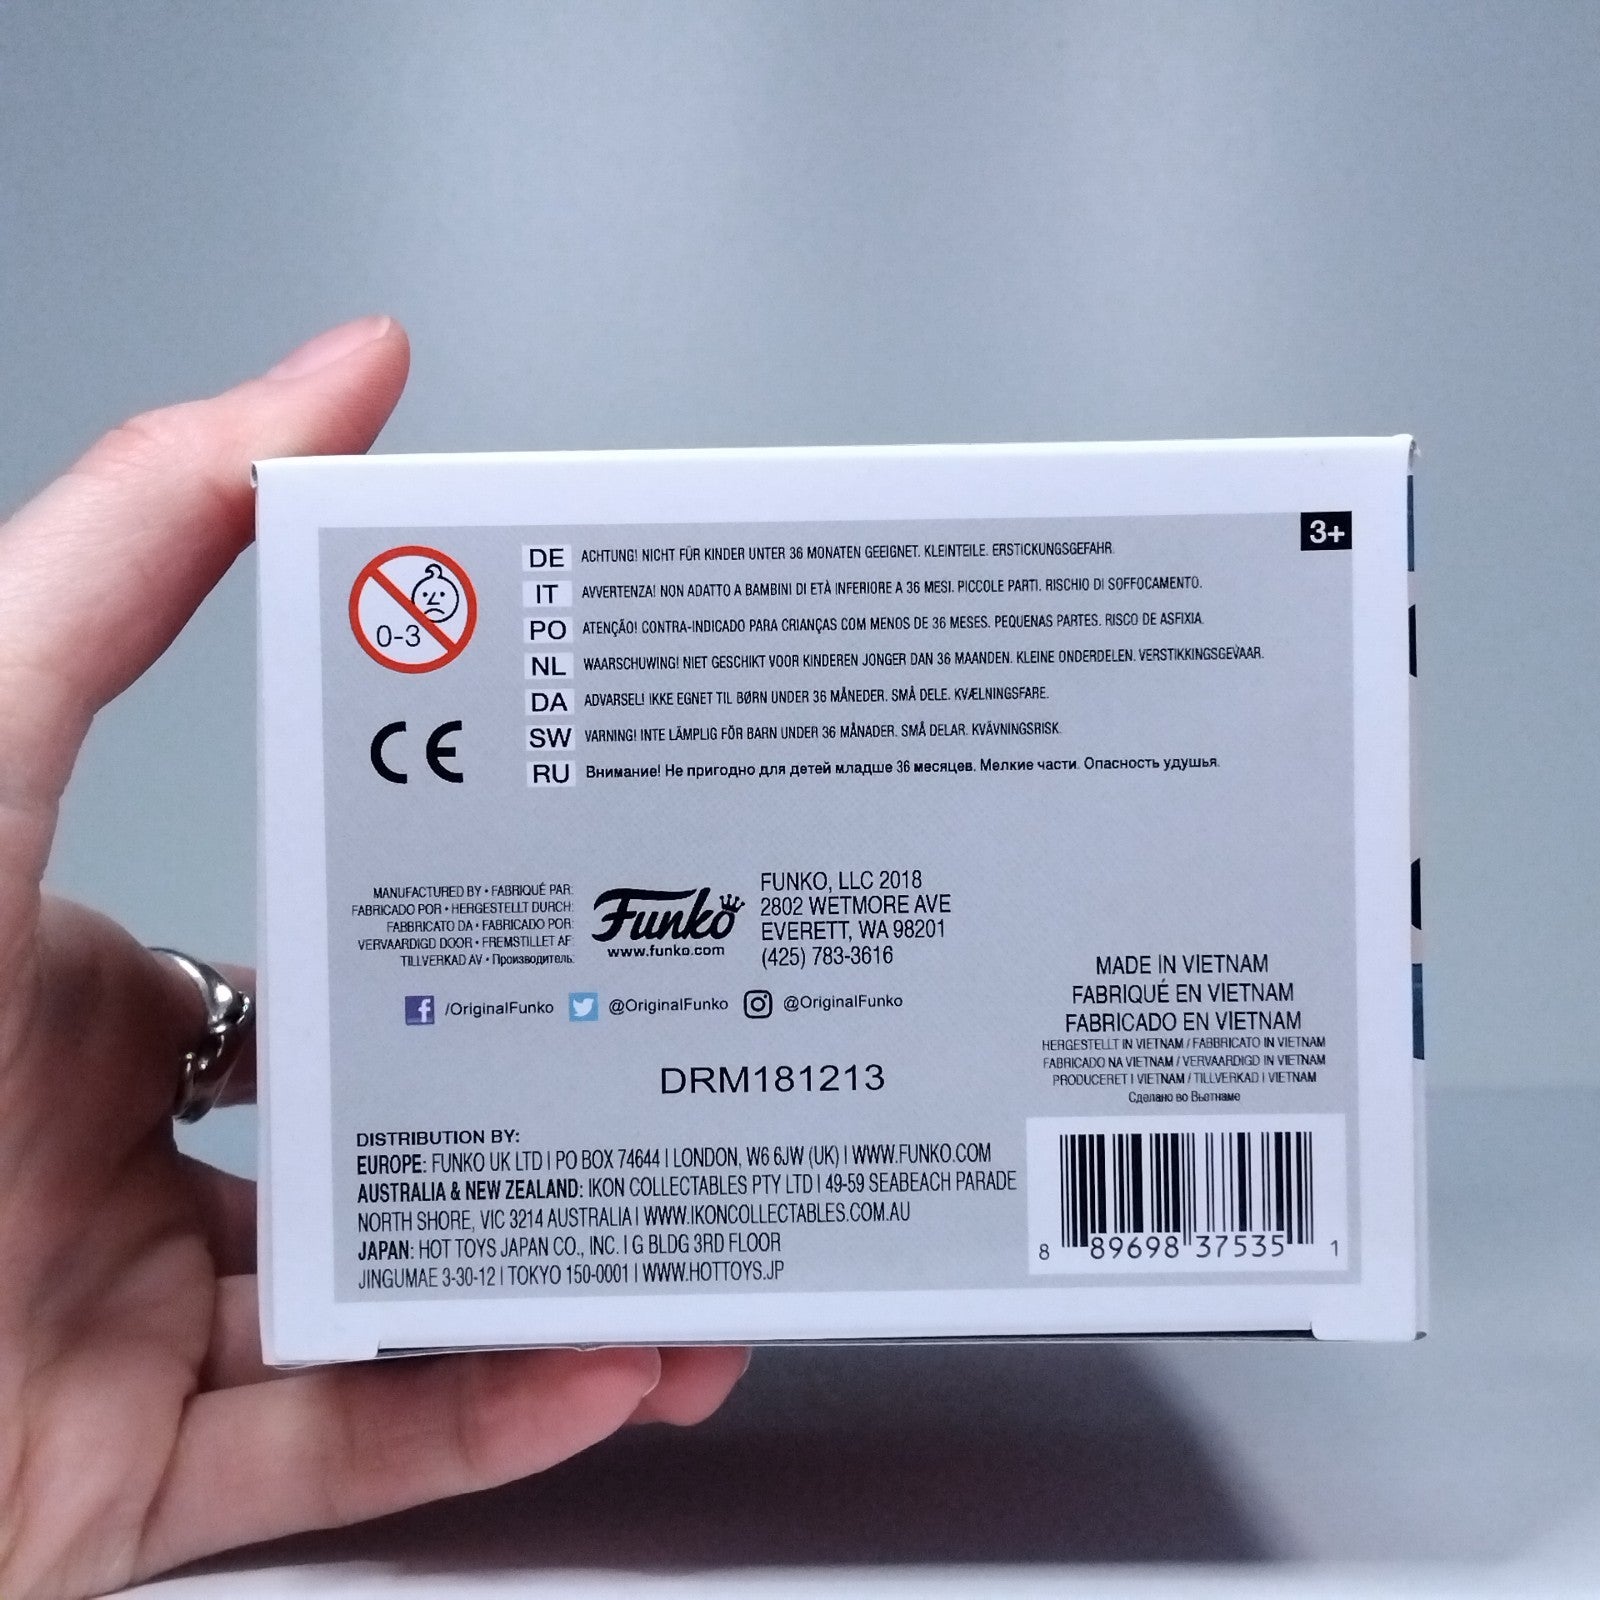 3+
0-3
CE
DE ACHTUNG! NICHT FÜR KINDER UNTER 36 MONATEN GEEIGNET. KLEINTEILE. ERSTICKUNGSGEFAHR.
IT AVVERTENZA! NON ADATTO A BAMBINI DI ETÀ INFERIORE A 36 MESI. PICCOLE PARTI. RISCHIO DI SOFFOCAMENTO.
PO ATENÇÃO! CONTRA-INDICADO PARA CRIANÇAS COM MENOS DE 36 MESES. PEQUENAS PARTES. RISCO DE ASFIXIA.
NL WAARSCHUWING! NIET GESCHIKT VOOR KINDEREN JONGER DAN 36 MAANDEN. KLEINE ONDERDELEN. VERSTIKKINGSGEVAAR.
DA ADVARSEL! IKKE EGNET TIL BØRN UNDER 36 MÅNEDER. SMÅ DELE. KVÆLNINGSFARE.
SW VARNING! INTE LÄMPLIG FÖR BARN UNDER 36 MÅNADER. SMÅ DELAR. KVÄVNINGSRISK.
RU Внимание! Не пригодно для детей младше 36 месяцев. Мелкие части. Опасность удушья.
MANUFACTURED BY • FABRIQUÉ PAR:
FABRICADO POR • HERGESTELLT DURCH:
FABBRICATO DA • FABRICADO POR:
VERVAARDIGD DOOR • FREMSTILLET AF:
TILLVERKAD AV • Производитель:
Funko
www.funko.com
FUNKO, LLC 2018
2802 WETMORE AVE
EVERETT, WA 98201
(425) 783-3616
/OriginalFunko @OriginalFunko @OriginalFunko
DRM181213
MADE IN VIETNAM
FABRIQUÉ EN VIETNAM
FABRICADO EN VIETNAM
HERGESTELLT IN VIETNAM / FABBRICATO IN VIETNAM
FABRICADO NA VIETNAM / VERVAARDIGD IN VIETNAM
PRODUCERET I VIETNAM / TILLVERKAD I VIETNAM
Сделано во Вьетнаме
DISTRIBUTION BY:
EUROPE: FUNKO UK LTD | PO BOX 74644 | LONDON, W6 6JW (UK) | WWW.FUNKO.COM
AUSTRALIA & NEW ZEALAND: IKON COLLECTABLES PTY LTD | 49-59 SEABEACH PARADE
NORTH SHORE, VIC 3214 AUSTRALIA | WWW.IKONCOLLECTABLES.COM.AU
JAPAN: HOT TOYS JAPAN CO., INC. | G BLDG 3RD FLOOR
JINGUMAE 3-30-12 | TOKYO 150-0001 | WWW.HOTTOYS.JP
8 89698 37535 1